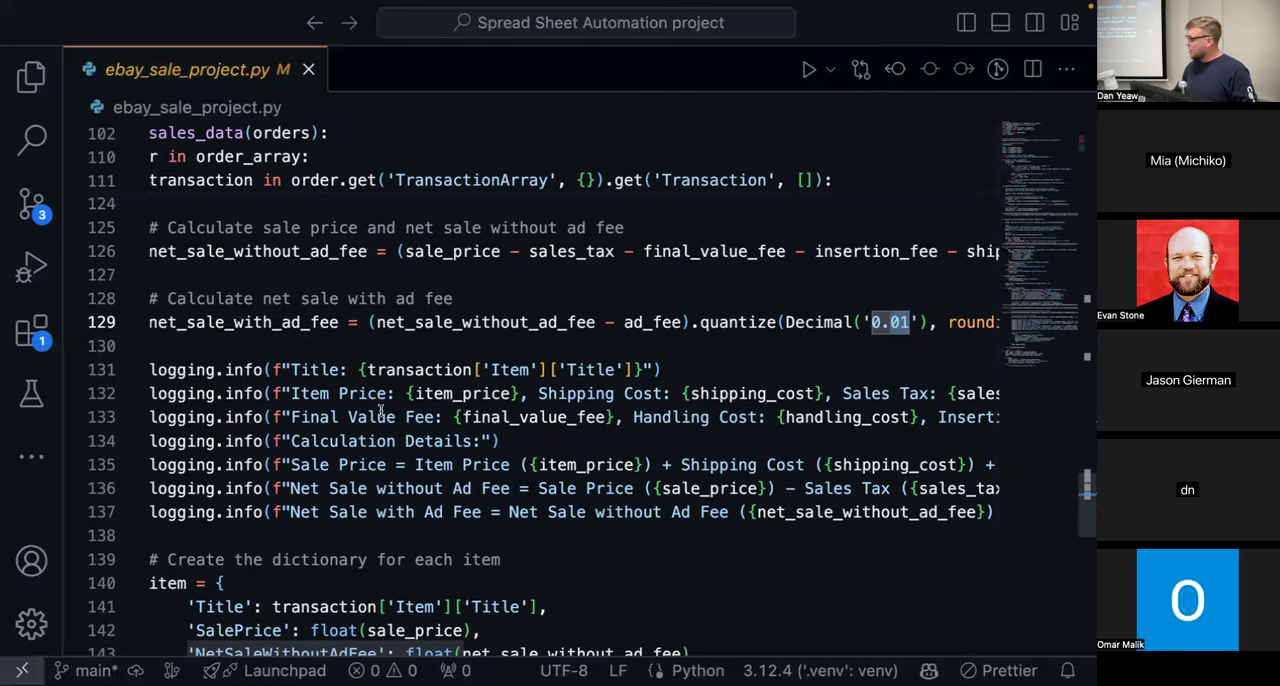 Spread Sheet Automation project
ebay_sale_project.py M
ebay_sale_project.py
102 sales_data(orders):
110 r in order_array:
111 transaction in order.get('TransactionArray', {}).get('Transaction', []):
124
125 # Calculate sale price and net sale without ad fee
126 net_sale_without_ad_fee = (sale_price - sales_tax - final_value_fee - insertion_fee - ship
127
128 # Calculate net sale with ad fee
129 net_sale_with_ad_fee = (net_sale_without_ad_fee - ad_fee).quantize(Decimal('0.01'), roundi
130
131 logging.info(f"Title: {transaction['Item']['Title']}")
132 logging.info(f"Item Price: {item_price}, Shipping Cost: {shipping_cost}, Sales Tax: {sales
133 logging.info(f"Final Value Fee: {final_value_fee}, Handling Cost: {handling_cost}, Inserti
134 logging.info(f"Calculation Details:")
135 logging.info(f"Sale Price = Item Price ({item_price}) + Shipping Cost ({shipping_cost}) +
136 logging.info(f"Net Sale without Ad Fee = Sale Price ({sale_price}) - Sales Tax ({sales_tax
137 logging.info(f"Net Sale with Ad Fee = Net Sale without Ad Fee ({net_sale_without_ad_fee})
138
139 # Create the dictionary for each item
140 item = {
141 'Title': transaction['Item']['Title'],
142 'SalePrice': float(sale_price),
143 'NetSaleWithoutAdFee': float(net_sale_without_ad_fee)
3
1
main* Launchpad 0 0 0 UTF-8 LF Python 3.12.4 ('.venv': venv) Prettier
Dan Yeaw
Mia (Michiko)
Evan Stone
Jason Gierman
dn
O
Omar Malik